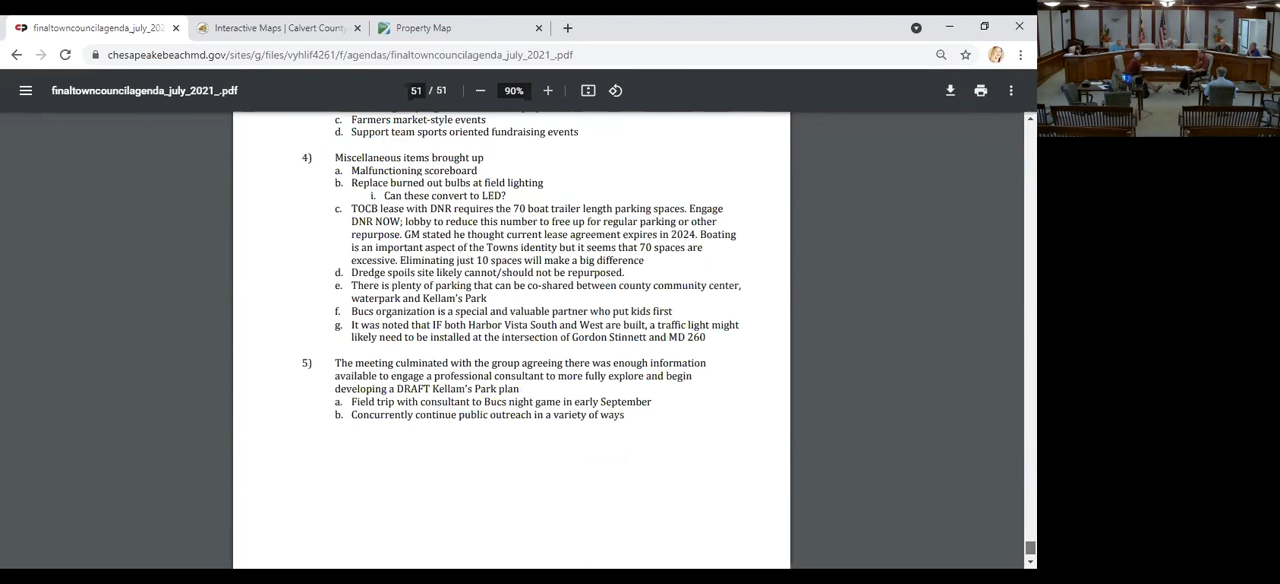 finaltowncouncilagenda_july_202
Interactive Maps | Calvert County
Property Map
chesapeakebeachmd.gov/sites/g/files/vyhlif4261/f/agendas/finaltowncouncilagenda_july_2021_.pdf
finaltowncouncilagenda_july_2021_.pdf
51 / 51
90%
c. Farmers market-style events
d. Support team sports oriented fundraising events
4) Miscellaneous items brought up
a. Malfunctioning scoreboard
b. Replace burned out bulbs at field lighting
i. Can these convert to LED?
c. TOCB lease with DNR requires the 70 boat trailer length parking spaces. Engage
DNR NOW; lobby to reduce this number to free up for regular parking or other
repurpose. GM stated he thought current lease agreement expires in 2024. Boating
is an important aspect of the Towns identity but it seems that 70 spaces are
excessive. Eliminating just 10 spaces will make a big difference
d. Dredge spoils site likely cannot/should not be repurposed.
e. There is plenty of parking that can be co-shared between county community center,
waterpark and Kellam's Park
f. Bucs organization is a special and valuable partner who put kids first
g. It was noted that IF both Harbor Vista South and West are built, a traffic light might
likely need to be installed at the intersection of Gordon Stinnett and MD 260
5) The meeting culminated with the group agreeing there was enough information
available to engage a professional consultant to more fully explore and begin
developing a DRAFT Kellam's Park plan
a. Field trip with consultant to Bucs night game in early September
b. Concurrently continue public outreach in a variety of ways